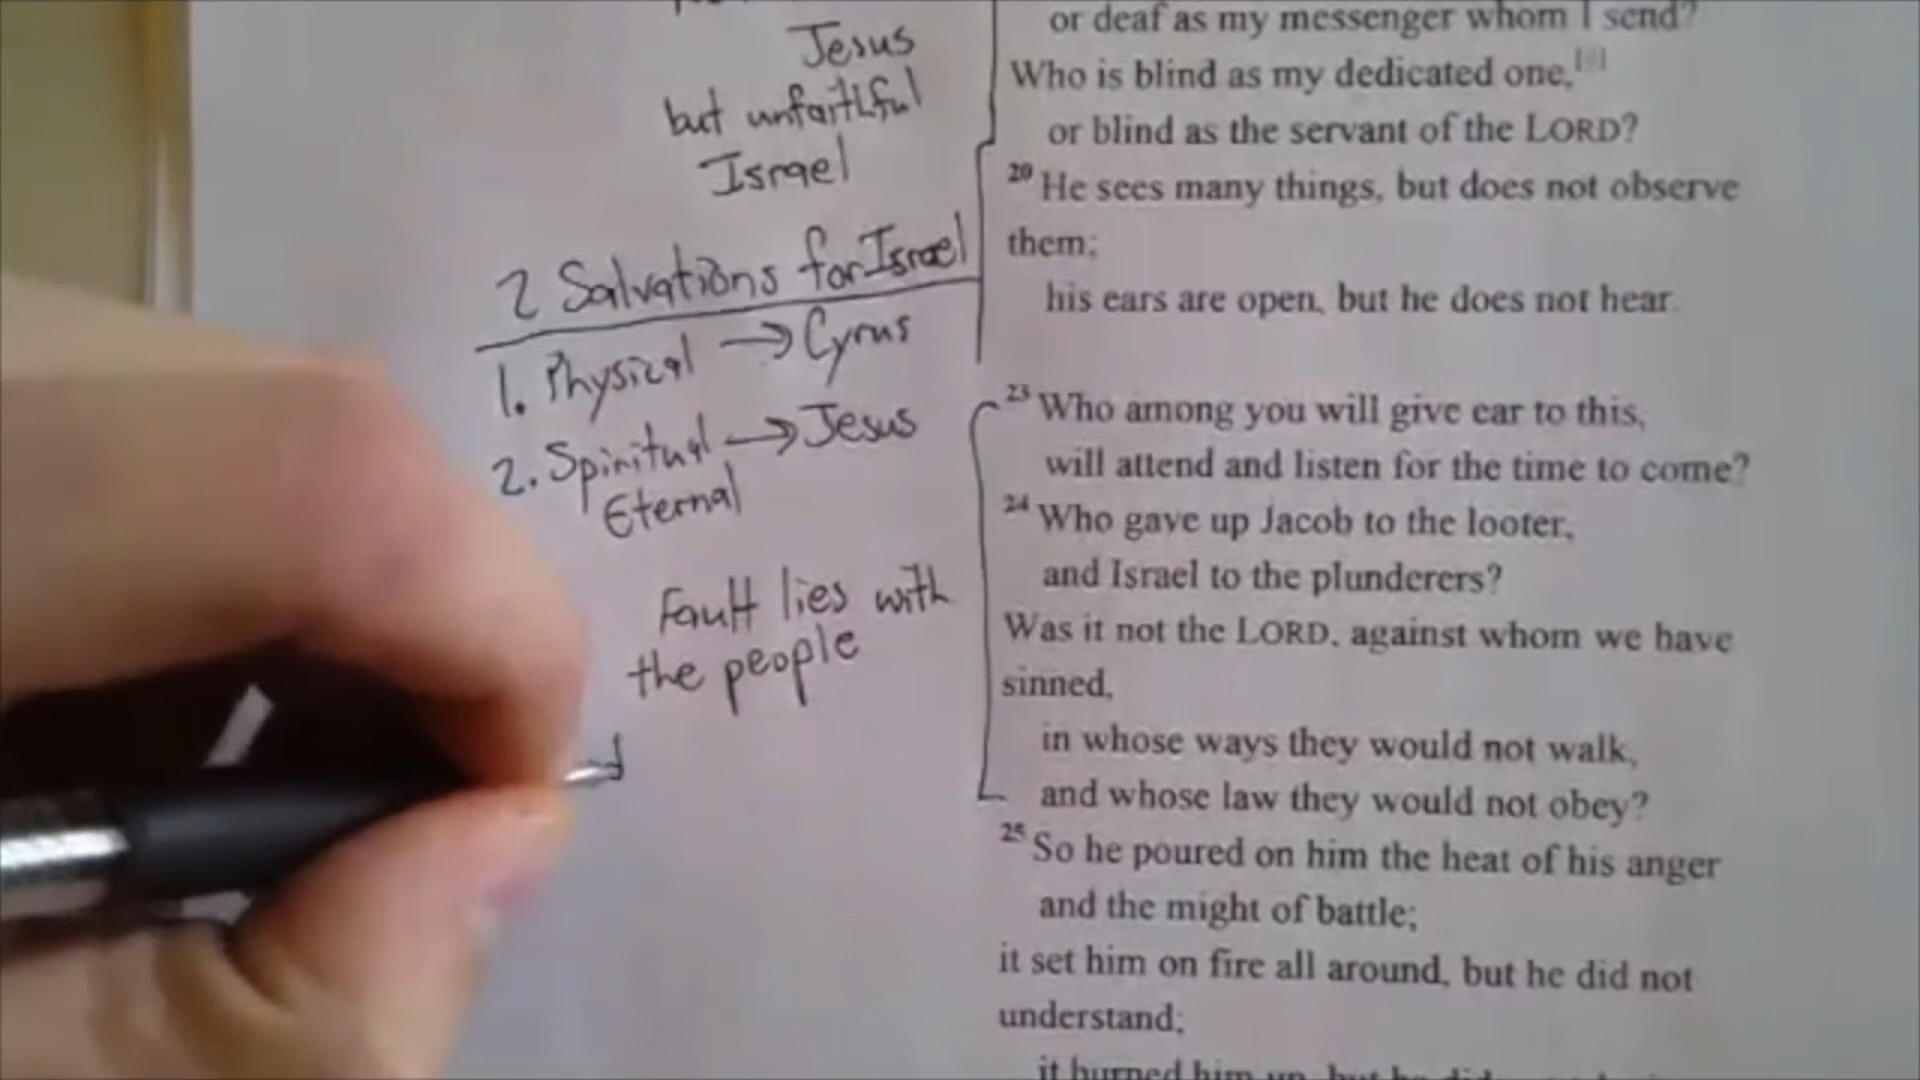 Jesus
but unfaithful
Israel
2 Salvations for Israel
1. Physical → Cyrus
2. Spiritual → Jesus
Eternal
Fault lies with
the people
or deaf as my messenger whom I send?
Who is blind as my dedicated one,
or blind as the servant of the LORD?
20 He sees many things, but does not observe
them;
his ears are open, but he does not hear.
23 Who among you will give ear to this,
will attend and listen for the time to come?
24 Who gave up Jacob to the looter,
and Israel to the plunderers?
Was it not the LORD, against whom we have
sinned,
in whose ways they would not walk,
and whose law they would not obey?
25 So he poured on him the heat of his anger
and the might of battle;
it set him on fire all around, but he did not
understand;
it burned him up, but he did